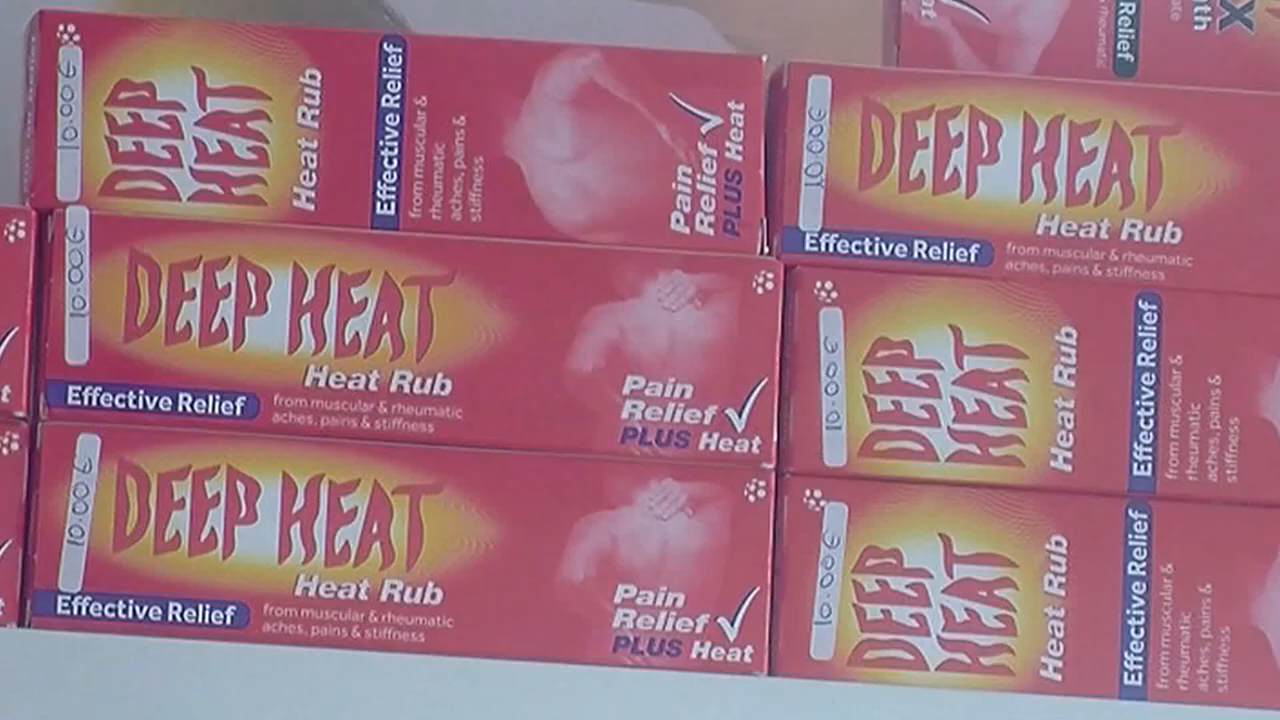 10.00€
DEEP
HEAT
Heat Rub
Effective Relief
from muscular &
rheumatic
aches, pains &
stiffness
Pain
Relief
PLUS Heat
Relief
10.00€
DEEP HEAT
Heat Rub
Effective Relief
from muscular & rheumatic
aches, pains & stiffness
10.00€
DEEP HEAT
Heat Rub
Effective Relief
from muscular & rheumatic
aches, pains & stiffness
Pain
Relief
PLUS Heat
10.00€
DEEP
HEAT
Heat Rub
Effective Relief
from muscular &
rheumatic
aches, pains &
stiffness
10.00€
DEEP HEAT
Heat Rub
Effective Relief
from muscular & rheumatic
aches, pains & stiffness
Pain
Relief
PLUS Heat
10.00€
DEEP
HEAT
Heat Rub
Effective Relief
from muscular &
rheumatic
aches, pains &
stiffness